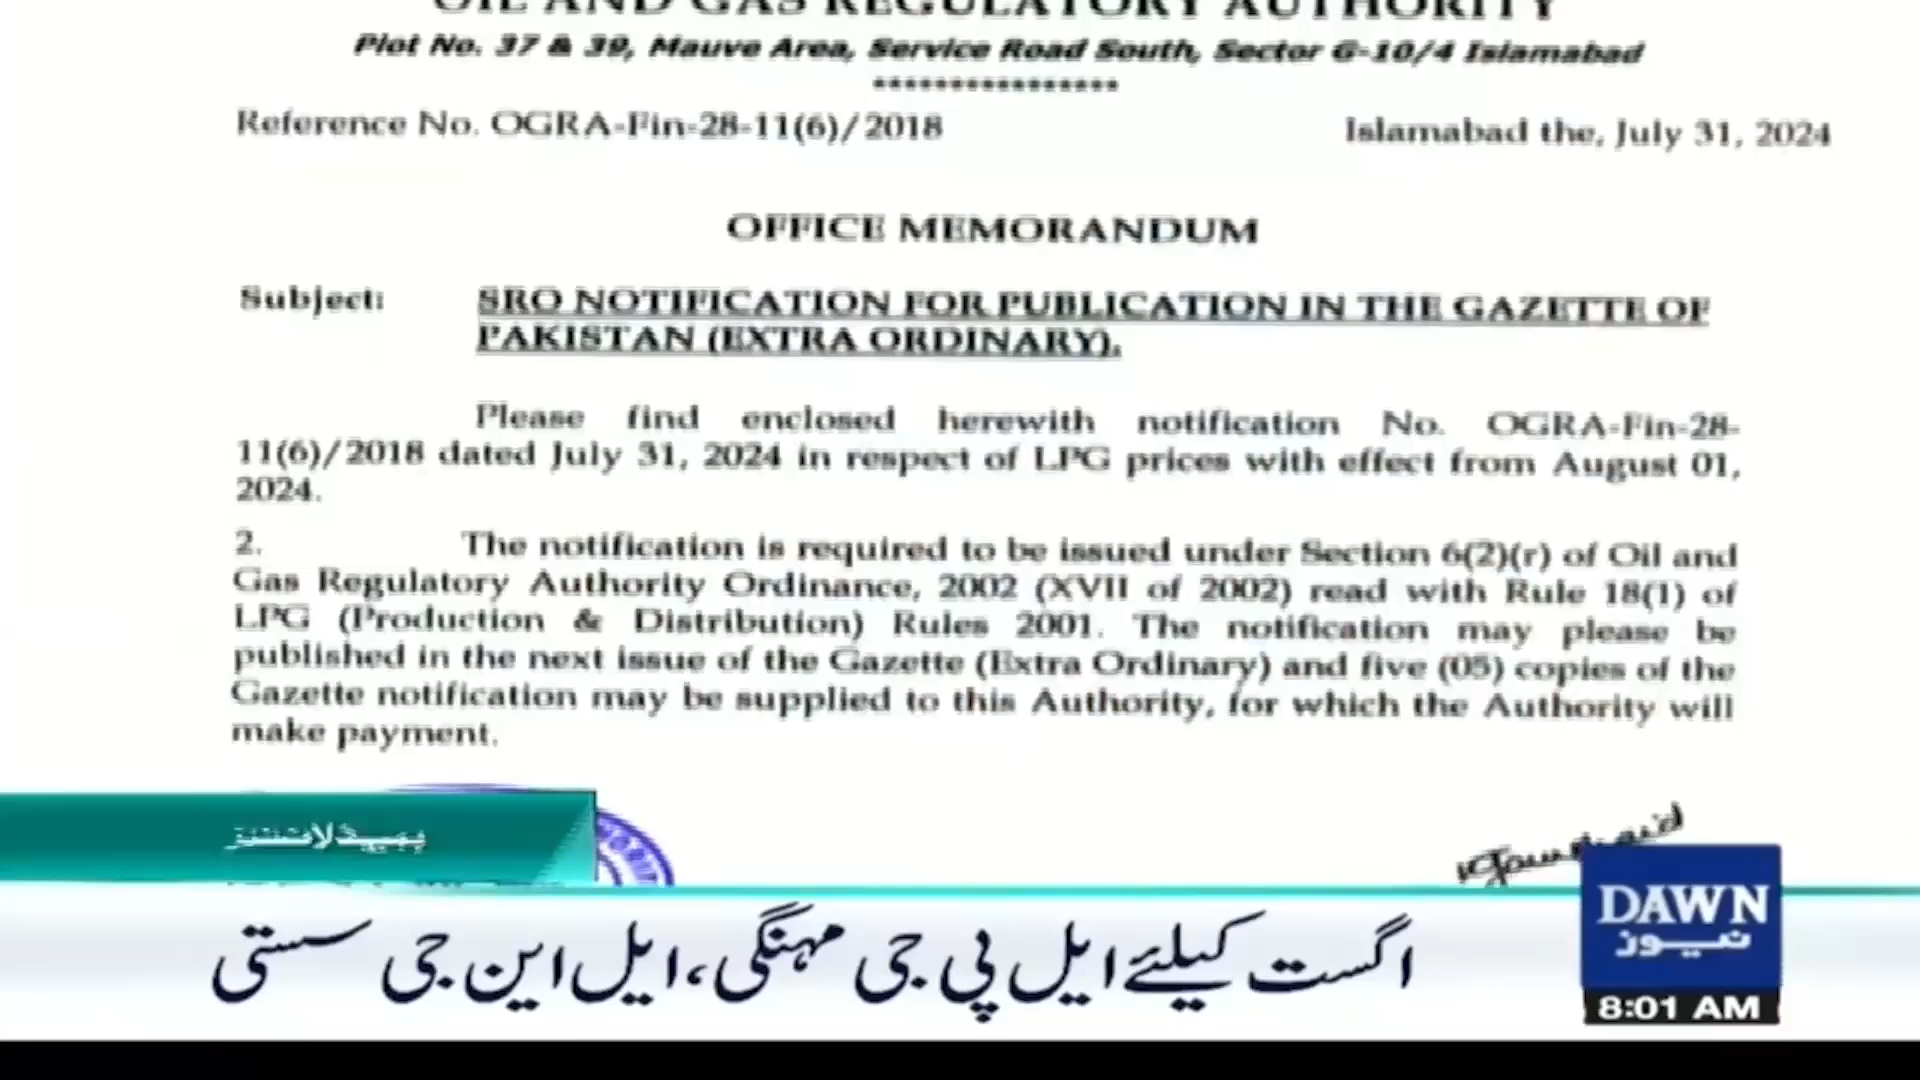 OIL AND GAS REGULATORY AUTHORITY
Plot No. 37 & 39, Mauve Area, Service Road South, Sector G-10/4 Islamabad
****************
Reference No. OGRA-Fin-28-11(6)/2018
Islamabad the, July 31, 2024
OFFICE MEMORANDUM
Subject: SRO NOTIFICATION FOR PUBLICATION IN THE GAZETTE OF
PAKISTAN (EXTRA ORDINARY).
Please find enclosed herewith notification No. OGRA-Fin-28-
11(6)/2018 dated July 31, 2024 in respect of LPG prices with effect from August 01,
2024.
2. The notification is required to be issued under Section 6(2)(r) of Oil and
Gas Regulatory Authority Ordinance, 2002 (XVII of 2002) read with Rule 18(1) of
LPG (Production & Distribution) Rules 2001. The notification may please be
published in the next issue of the Gazette (Extra Ordinary) and five (05) copies of the
Gazette notification may be supplied to this Authority, for which the Authority will
make payment.
ہیڈلائنز
اگست کیلئے ایل پی جی مہنگی، ایل این جی سستی
DAWN
نیوز
8:01 AM